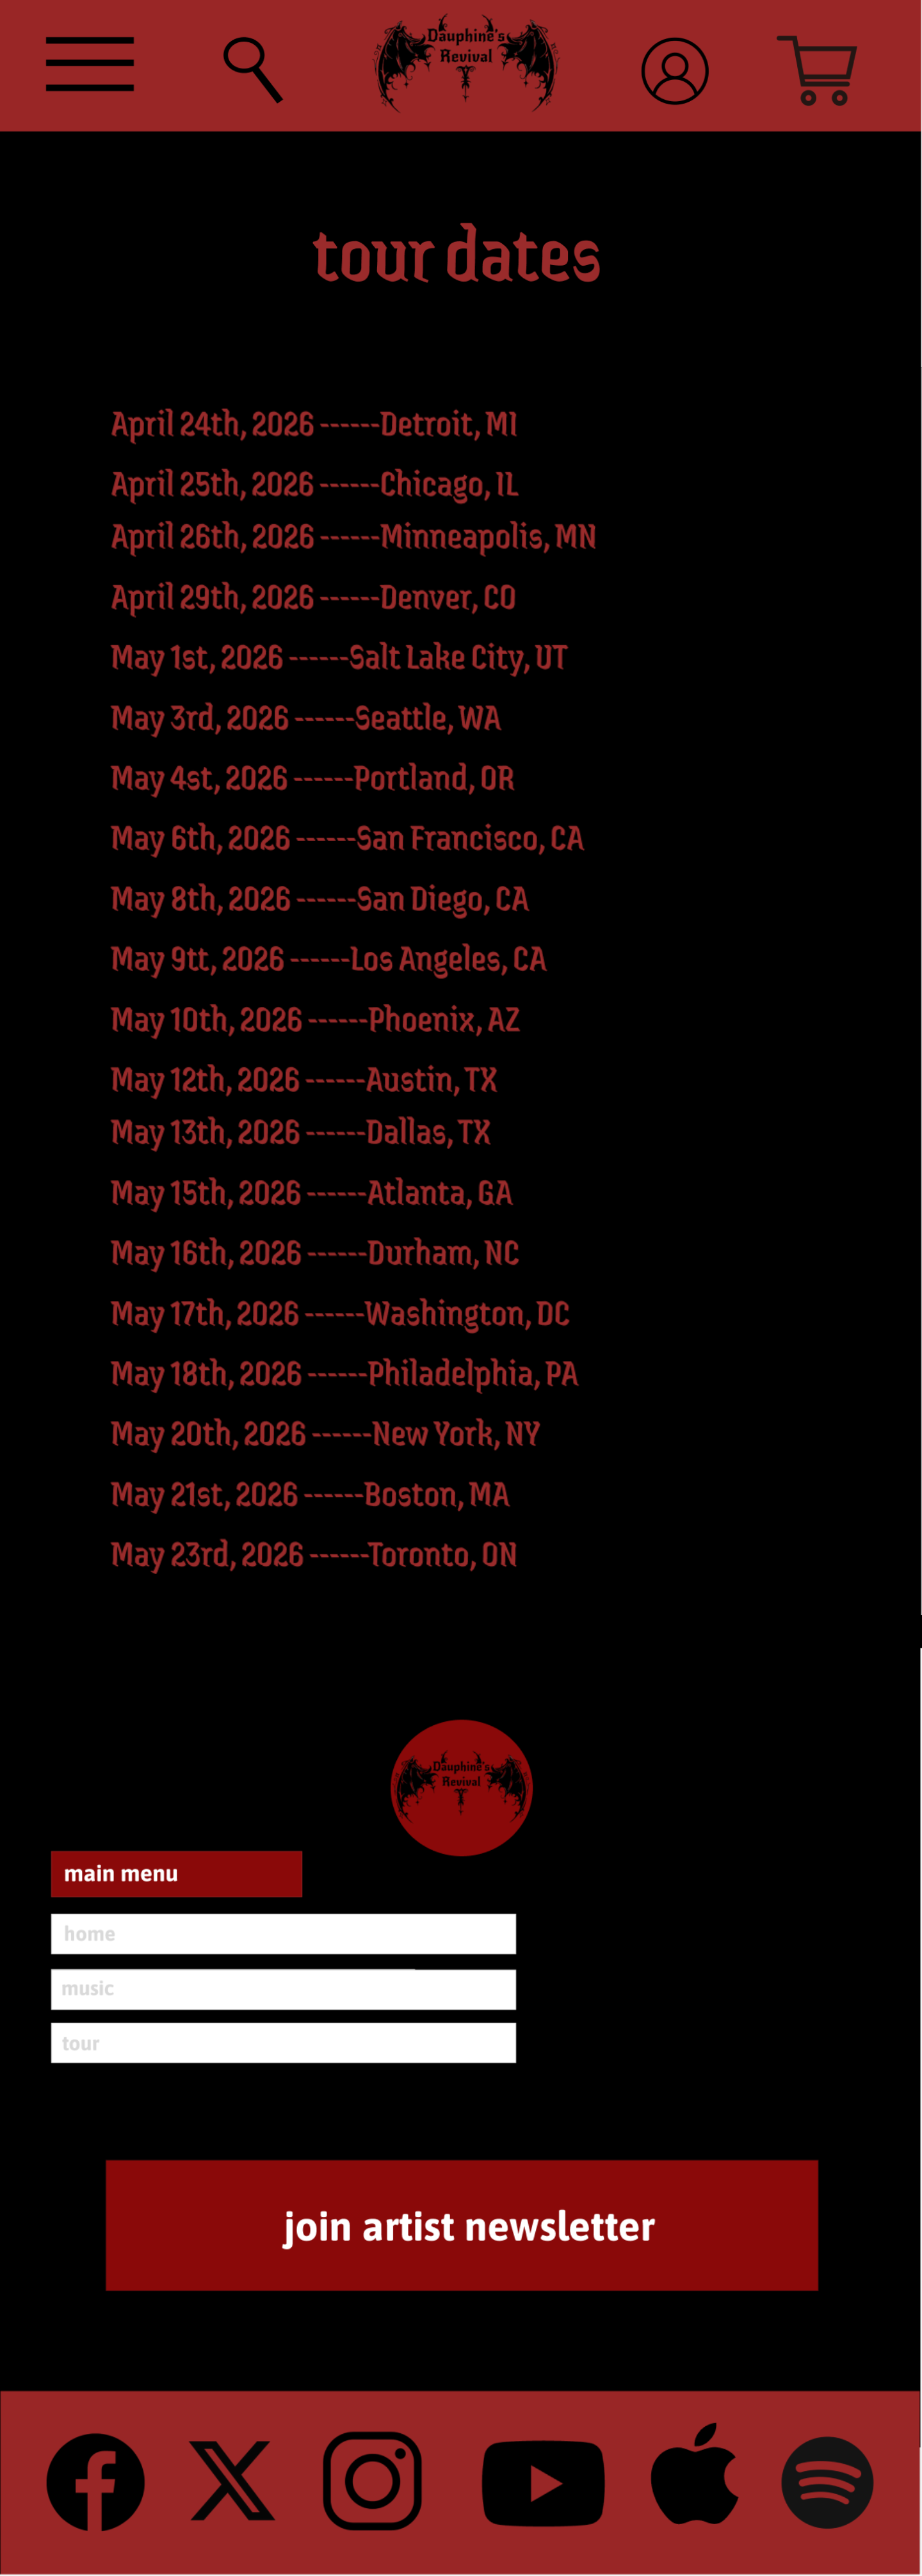 Dauphine's
Revival
tour dates
April 24th, 2026 ------Detroit, MI
April 25th, 2026 ------Chicago, IL
April 26th, 2026 ------Minneapolis, MN
April 29th, 2026 ------Denver, CO
May 1st, 2026 ------Salt Lake City, UT
May 3rd, 2026 ------Seattle, WA
May 4st, 2026 ------Portland, OR
May 6th, 2026 ------San Francisco, CA
May 8th, 2026 ------San Diego, CA
May 9tt, 2026 ------Los Angeles, CA
May 10th, 2026 ------Phoenix, AZ
May 12th, 2026 ------Austin, TX
May 13th, 2026 ------Dallas, TX
May 15th, 2026 ------Atlanta, GA
May 16th, 2026 ------Durham, NC
May 17th, 2026 ------Washington, DC
May 18th, 2026 ------Philadelphia, PA
May 20th, 2026 ------New York, NY
May 21st, 2026 ------Boston, MA
May 23rd, 2026 ------Toronto, ON
Dauphine's
Revival
main menu
home
music
tour
join artist newsletter